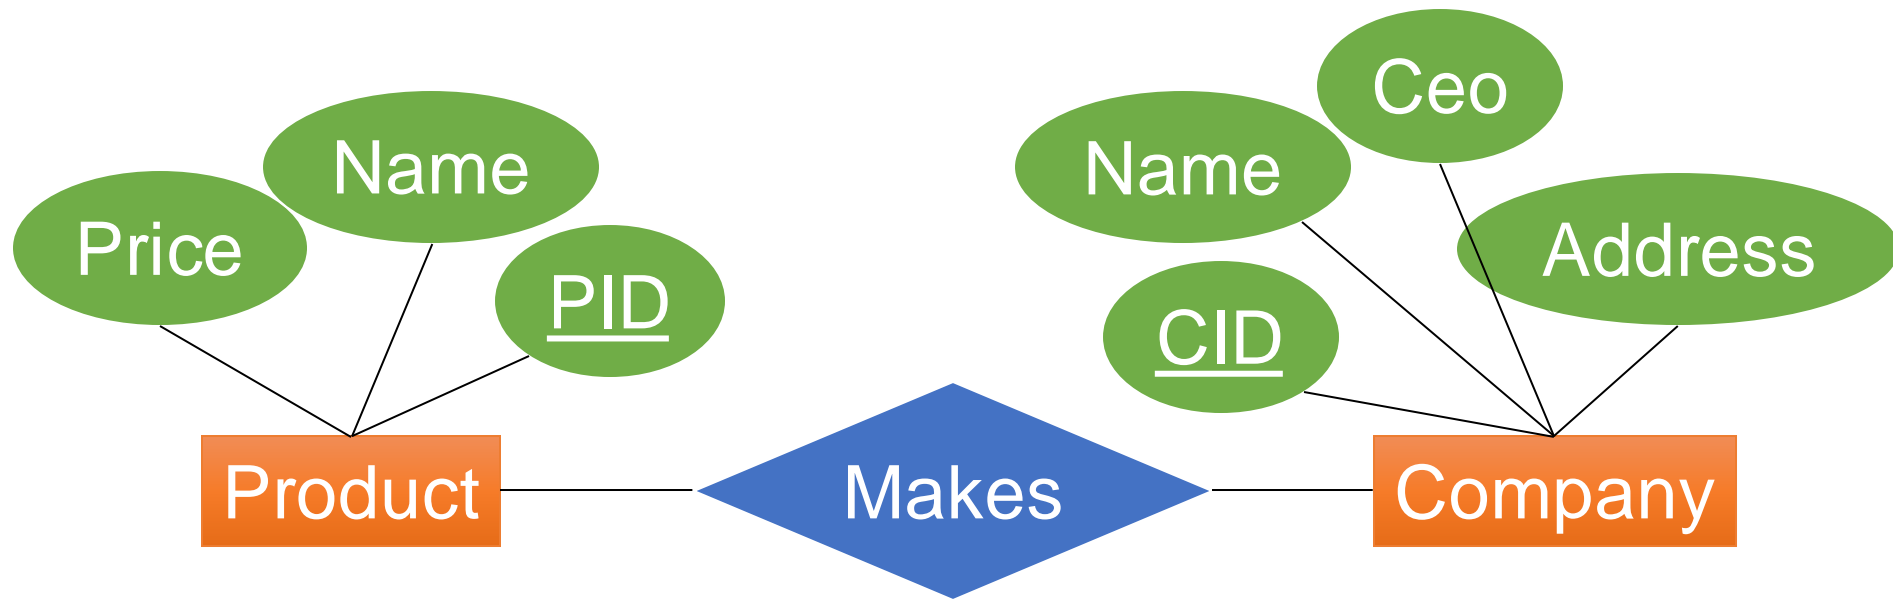 Price
Name
PID
Product
Makes
Name
Ceo
Address
CID
Company